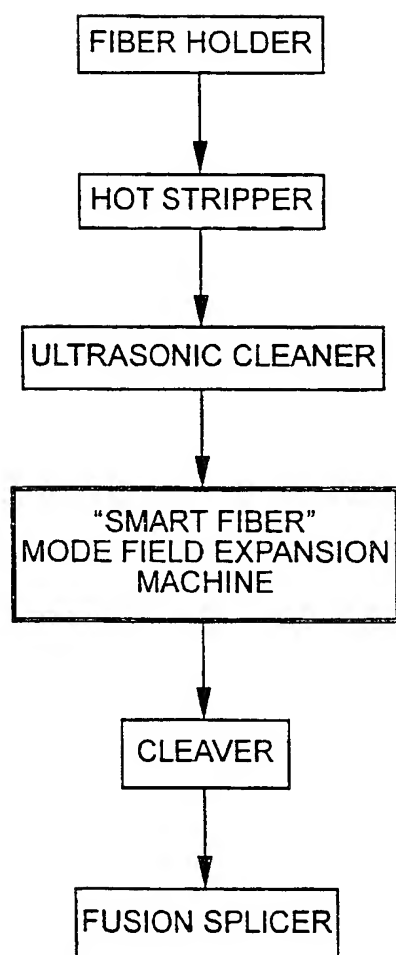 FIBER HOLDER
HOT STRIPPER
ULTRASONIC CLEANER
“SMART FIBER”
MODE FIELD EXPANSION
MACHINE
CLEAVER
FUSION SPLICER